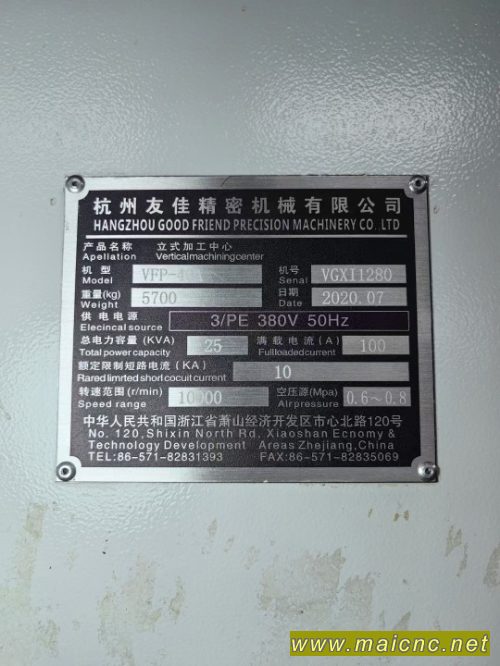 杭州友佳精密机械有限公司
HANGZHOU GOOD FRIEND PRECISION MACHINERY CO. LTD
产品名称 立式加工中心
Apellation Verticalmachiningcenter
机型 机号 VGXI1280
Model Serial
重量(kg) 5700 日期 2020.07
Weight Date
供电电源 3/PE 380V 50Hz
Elecincal source
总电力容量 (KVA) 25 满载电流 (A) 100
Total power capacity Fullloadedcurrent
额定限制短路电流 (KA) 10
Rared limrted short cocuit current
转速范围 (r/min) 10000 空压源(Mpa) 0.6~0.8
Speed range Airpressure
中华人民共和国浙江省萧山经济开发区市心北路120号
No. 120,Shixin North Rd, Xiaoshan Ecnomy &
Technology Development Areas Zhejiang,China
TEL:86-571-82831393 FAX:86-571-82835069
www.maicnc.net